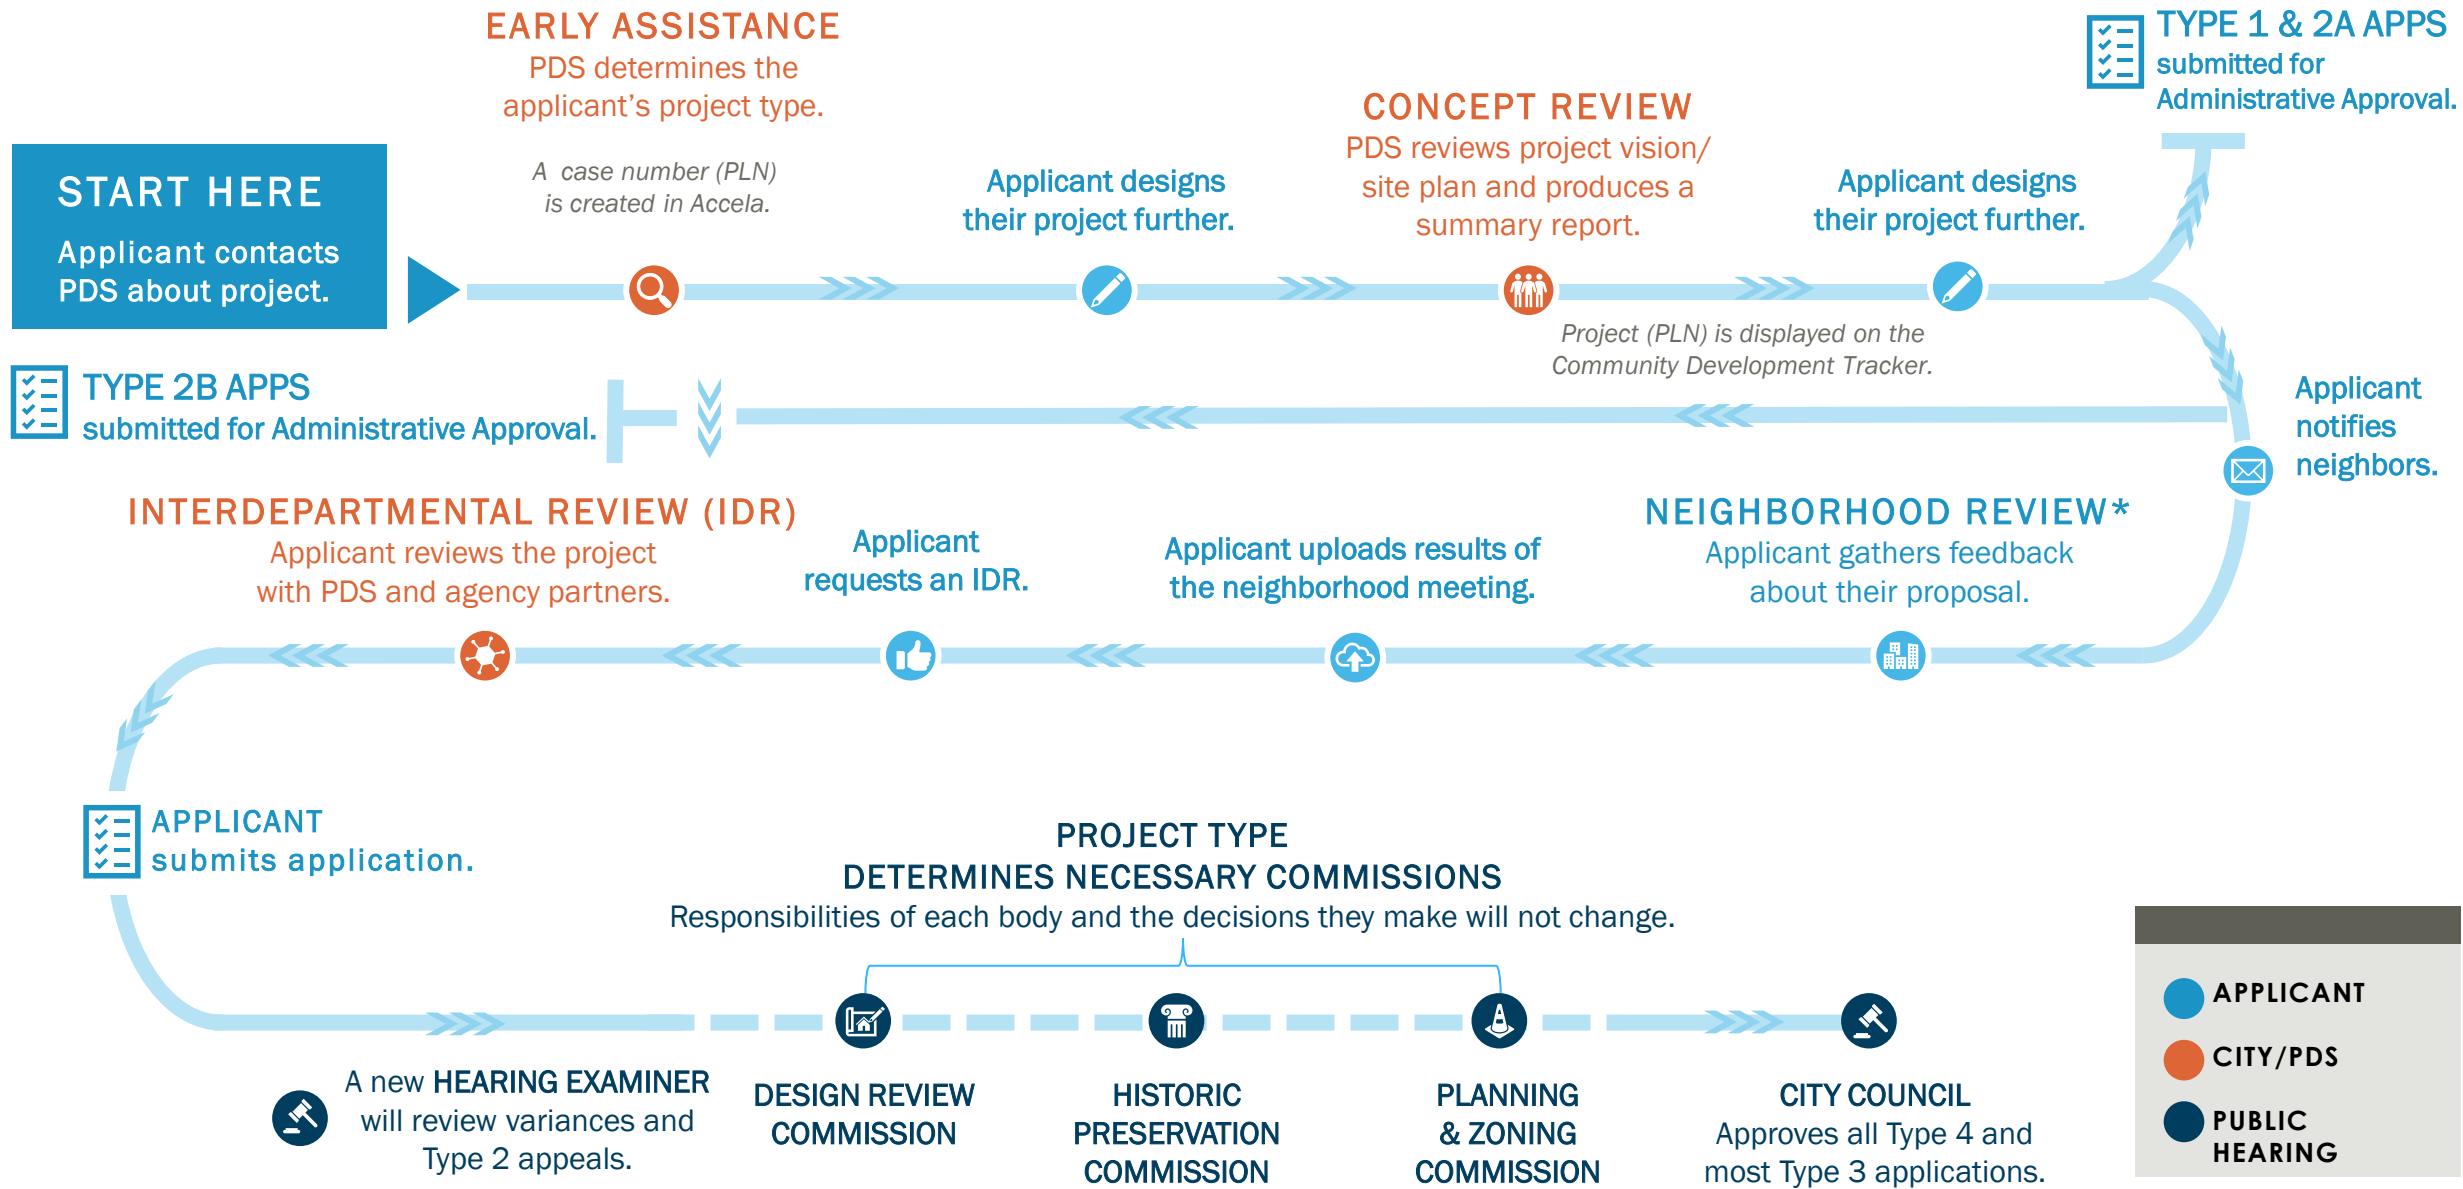 START HERE
Applicant contacts
PDS about project.
EARLY ASSISTANCE
PDS determines the
applicant’s project type.
A case number (PLN)
is created in Accela.
Applicant designs
their project further.
CONCEPT REVIEW
PDS reviews project vision/
site plan and produces a
summary report.
Project (PLN) is displayed on the
Community Development Tracker.
Applicant designs
their project further.
TYPE 1 & 2A APPS
submitted for
Administrative Approval.
Applicant
notifies
neighbors.
TYPE 2B APPS
submitted for Administrative Approval.
NEIGHBORHOOD REVIEW*
Applicant gathers feedback
about their proposal.
Applicant uploads results of
the neighborhood meeting.
Applicant
requests an IDR.
INTERDEPARTMENTAL REVIEW (IDR)
Applicant reviews the project
with PDS and agency partners.
APPLICANT
submits application.
PROJECT TYPE
DETERMINES NECESSARY COMMISSIONS
Responsibilities of each body and the decisions they make will not change.
A new HEARING EXAMINER
will review variances and
Type 2 appeals.
DESIGN REVIEW
COMMISSION
HISTORIC
PRESERVATION
COMMISSION
PLANNING
& ZONING
COMMISSION
CITY COUNCIL
Approves all Type 4 and
most Type 3 applications.
APPLICANT
CITY/PDS
PUBLIC
HEARING